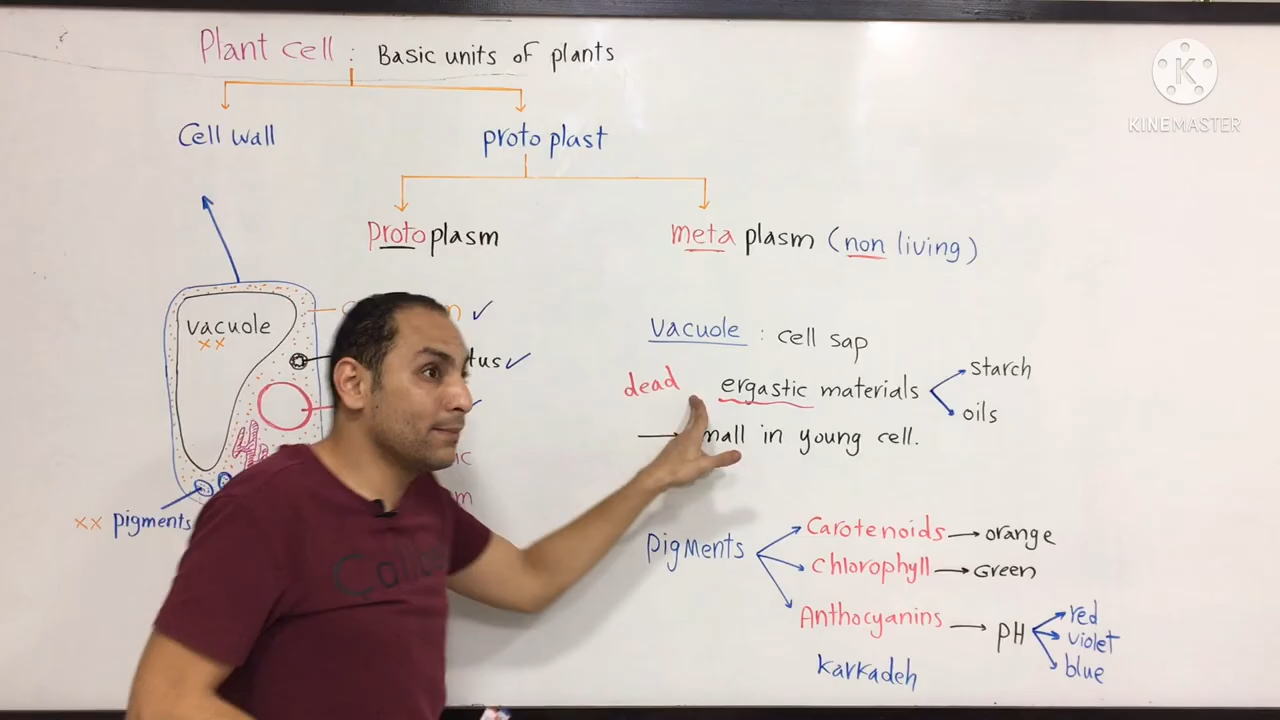 Plant cell : Basic units of plants
KINEMASTER
Cell wall
proto plast
protoplasm
meta plasm (non living)
vacuole
xx
vacuole : cell sap
dead
ergastic materials
starch
oils
in young cell.
xx pigments
pigments
Carotenoids → orange
chlorophyll → Green
Anthocyanins → pH
red
violet
blue
karkadeh